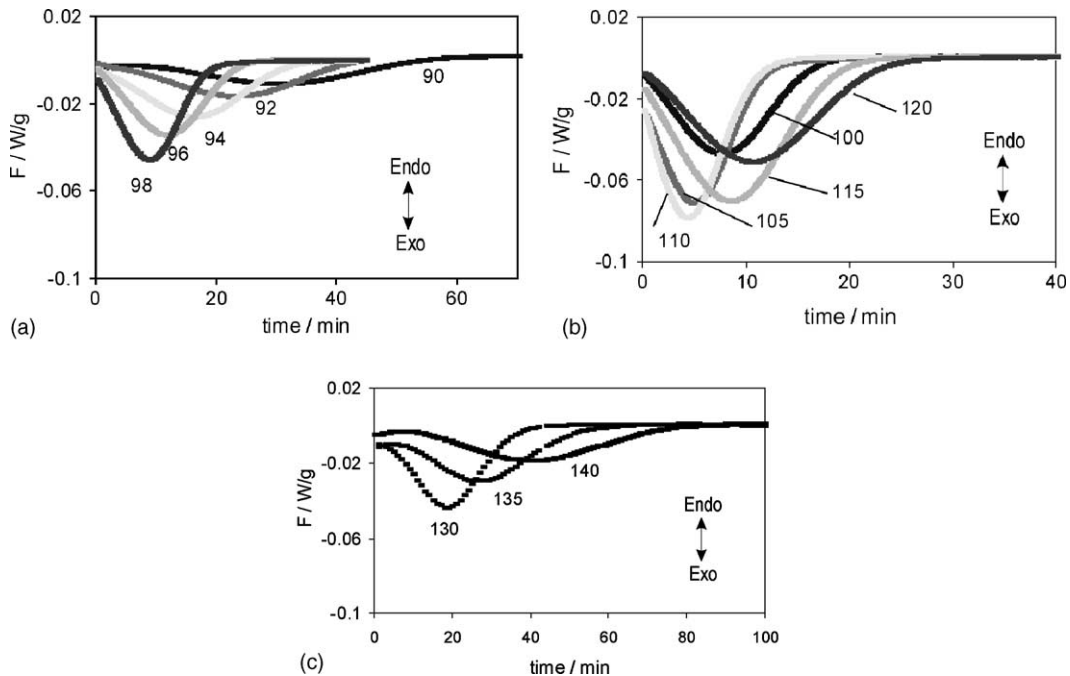 0.02
-0.02
-0.06
-0.1
F / W/g
90
92
94
96
98
Endo
Exo
0 20 40 60
time / min
(a)
0.02
-0.02
-0.06
-0.1
F / W/g
120
100
115
105
110
Endo
Exo
0 10 20 30 40
time / min
(b)
0.02
-0.02
-0.06
-0.1
F / W/g
140
135
130
Endo
Exo
0 20 40 60 80 100
time / min
(c)